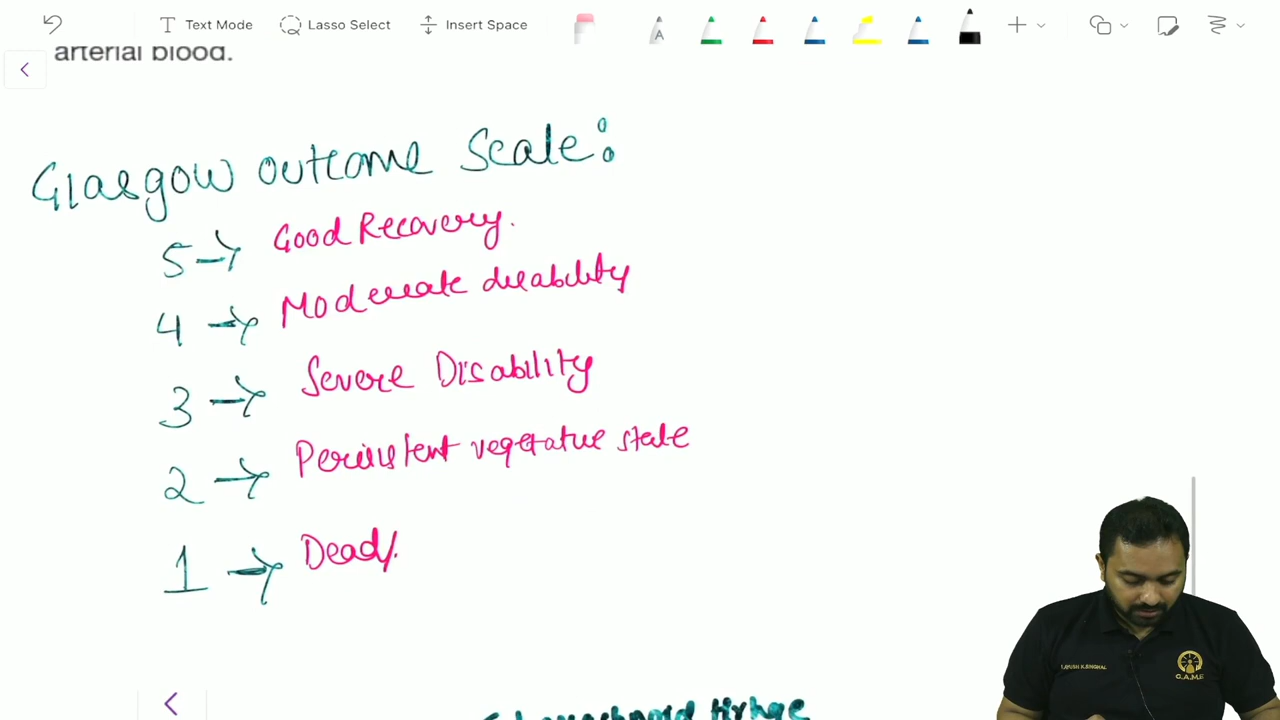 Text Mode
Lasso Select
Insert Space
A
arterial blood.
Glasgow outcome Scale:
5 → Good Recovery.
4 → Moderate disability
3 → Severe Disability
2 → Persistent vegetative state
1 → Dead
G.A.M.E